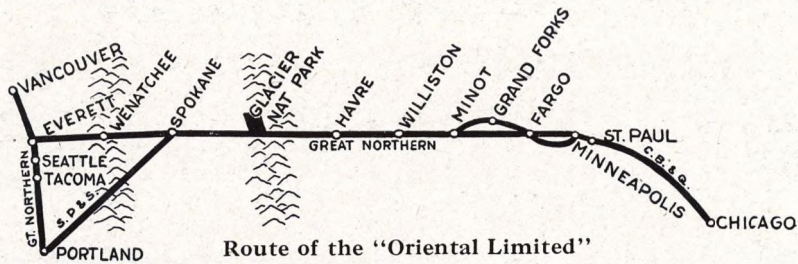 VANCOUVER
EVERETT
WENATCHEE
SPOKANE
GLACIER
NAT PARK
HAVRE
WILLISTON
MINOT
GRAND FORKS
FARGO
ST. PAUL
MINNEAPOLIS
C.B.&Q.
CHICAGO
GREAT NORTHERN
GT. NORTHERN
SEATTLE
TACOMA
S.P&S.
PORTLAND
Route of the "Oriental Limited"